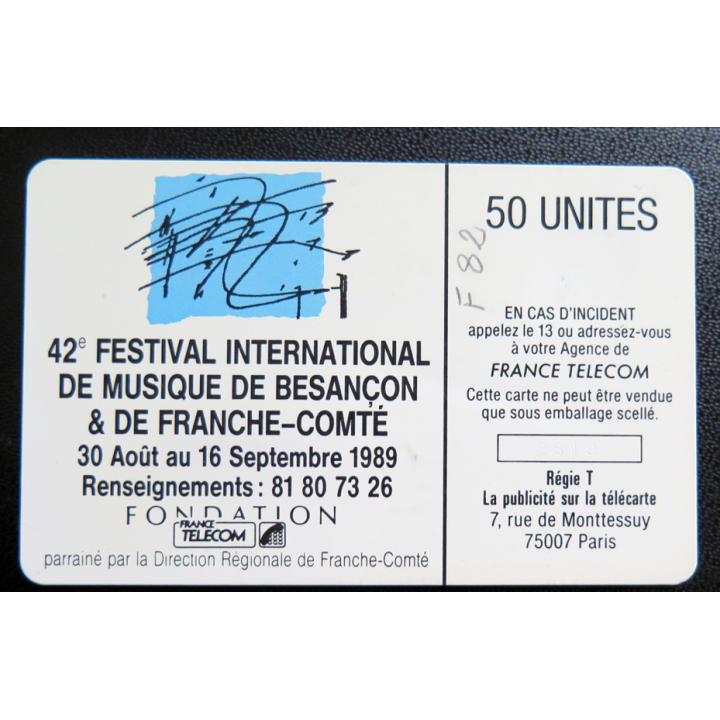 42e FESTIVAL INTERNATIONAL
DE MUSIQUE DE BESANÇON
& DE FRANCHE-COMTÉ
30 Août au 16 Septembre 1989
Renseignements : 81 80 73 26
FONDATION
FRANCE
TELECOM
parrainé par la Direction Régionale de Franche-Comté
50 UNITES
F 82
EN CAS D'INCIDENT
appelez le 13 ou adressez-vous
à votre Agence de
FRANCE TELECOM
Cette carte ne peut être vendue
que sous emballage scellé.
Régie T
La publicité sur la télécarte
7, rue de Monttessuy
75007 Paris